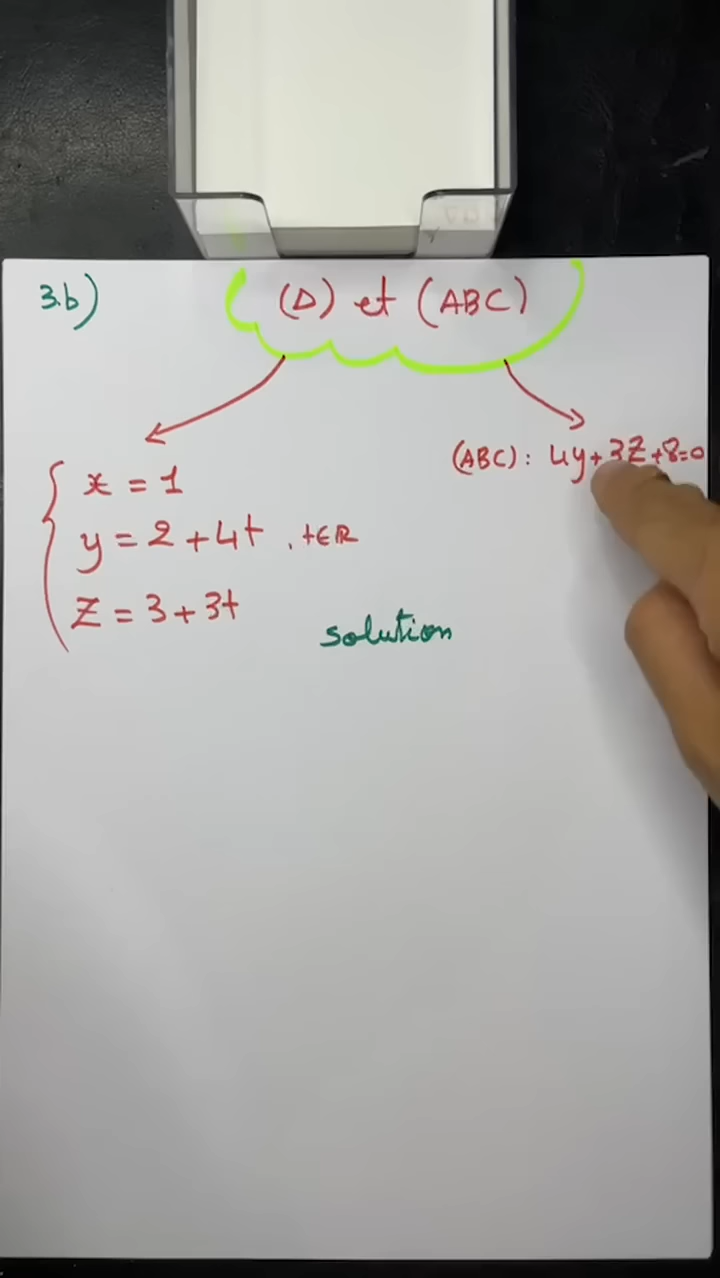 3.b)
(D) et (ABC)
(ABC): 4y+3Z+8=0
x = 1
y = 2+4t , t∈ℝ
Z = 3+3t
solution